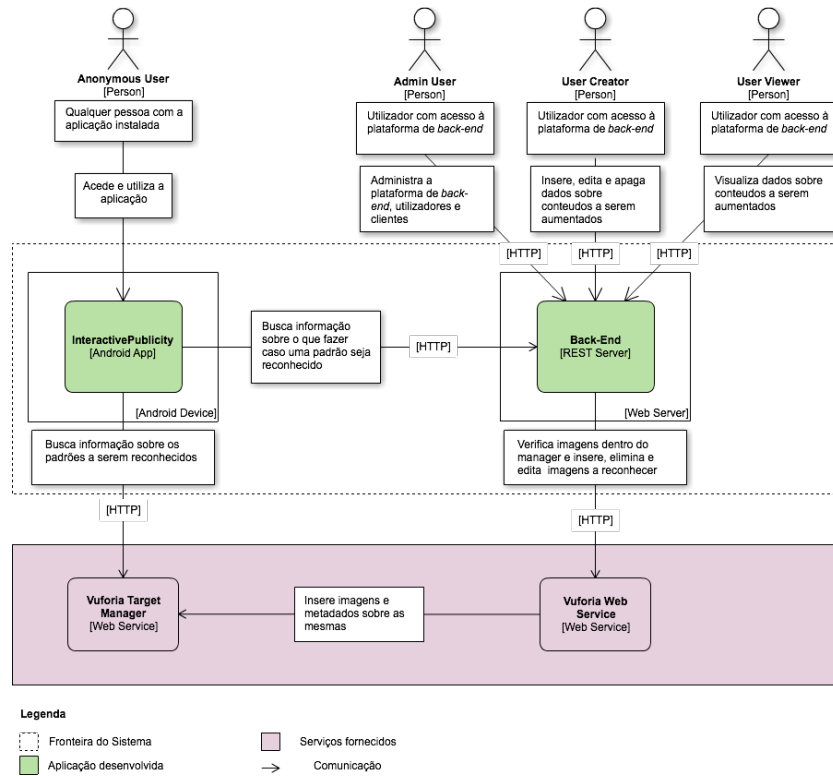 Anonymous User
[Person]
Qualquer pessoa com a
aplicação instalada
Acede e utiliza a
aplicação
Admin User
[Person]
Utilizador com acesso à
plataforma de back-end
Administra a
plataforma de back-
end, utilizadores e
clientes
User Creator
[Person]
Utilizador com acesso à
plataforma de back-end
Insere, edita e apaga
dados sobre
conteudos a serem
aumentados
User Viewer
[Person]
Utilizador com acesso à
plataforma de back-end
Visualiza dados sobre
conteudos a serem
aumentados
[HTTP]
[HTTP]
[HTTP]
InteractivePublicity
[Android App]
[Android Device]
Busca informação
sobre o que fazer
caso uma padrão seja
reconhecido
[HTTP]
Back-End
[REST Server]
[Web Server]
Busca informação sobre os
padrões a serem reconhecidos
Verifica imagens dentro do
manager e insere, elimina e
edita imagens a reconhecer
[HTTP]
[HTTP]
Vuforia Target
Manager
[Web Service]
Insere imagens e
metadados sobre as
mesmas
Vuforia Web
Service
[Web Service]
Legenda
Fronteira do Sistema
Serviços fornecidos
Aplicação desenvolvida
Comunicação